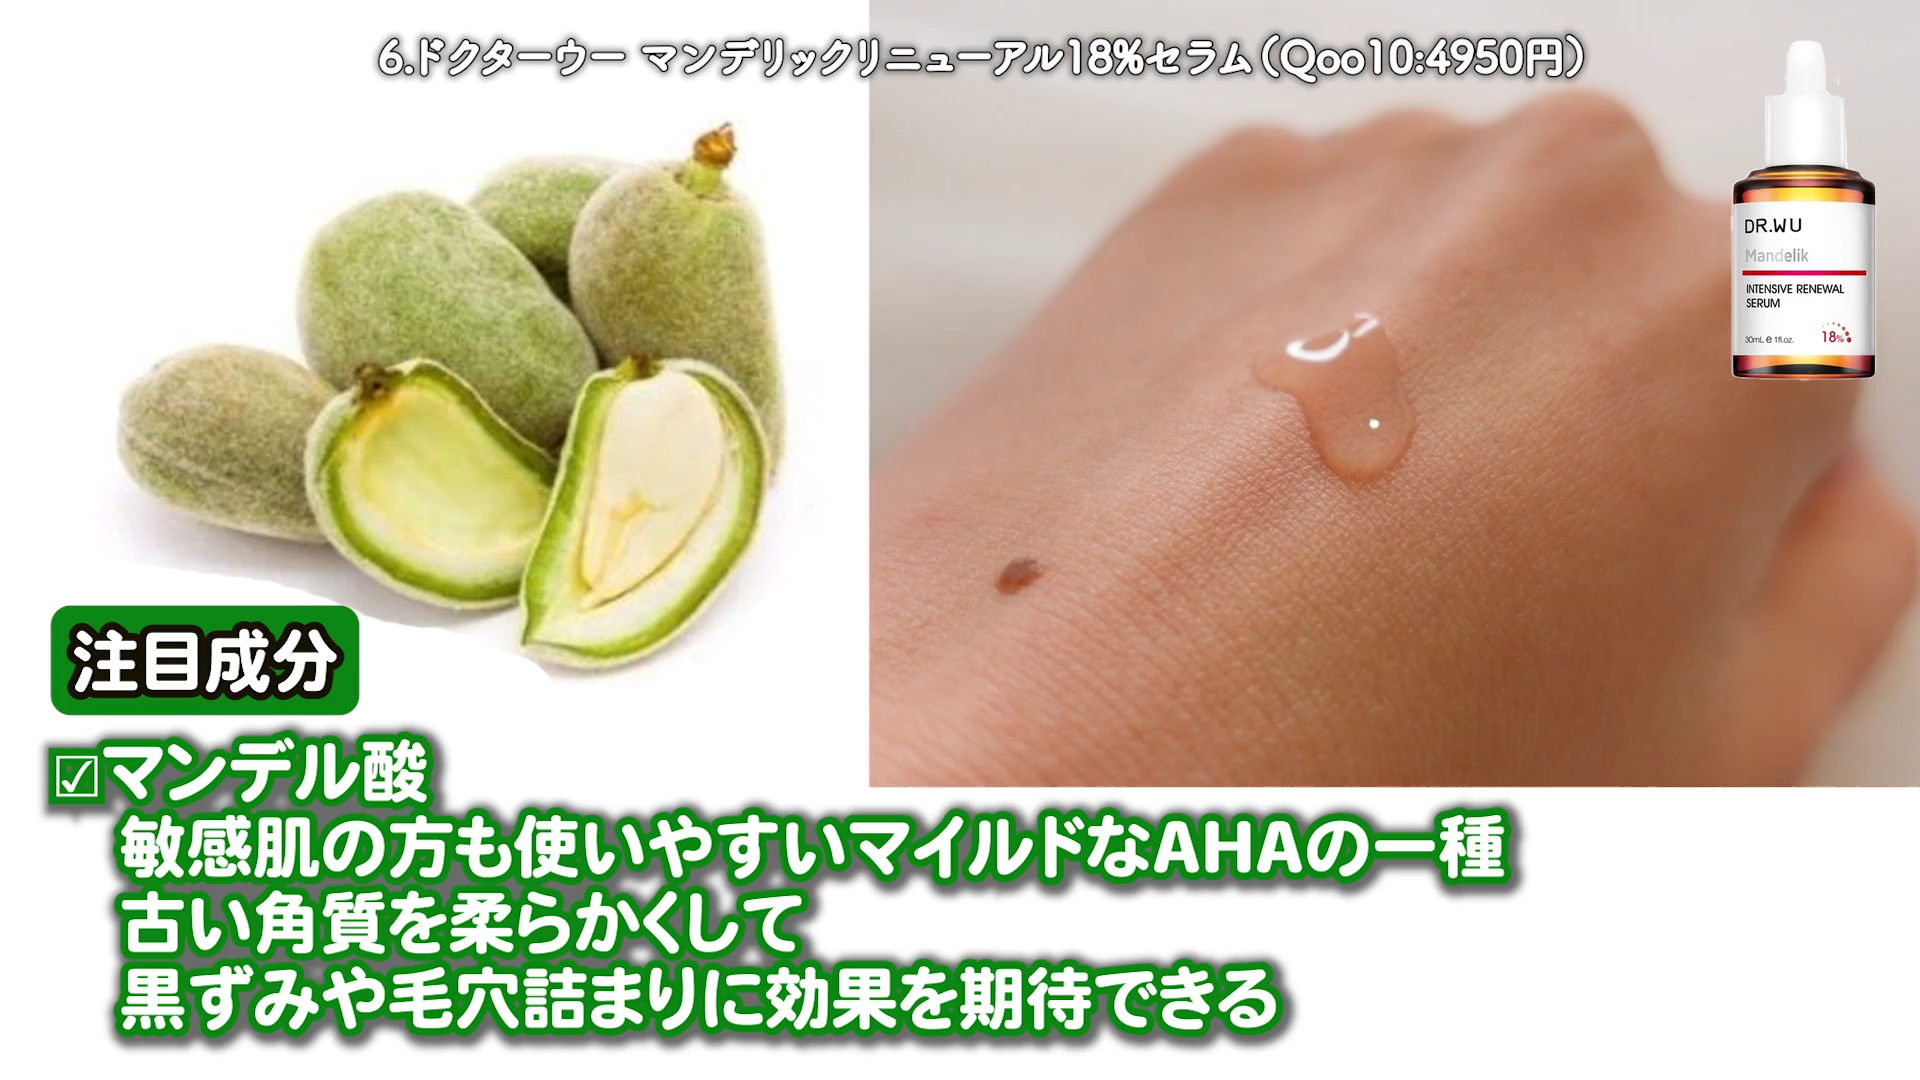 6.ドクターウー マンデリックリニューアル18%セラム(Qoo10:4950円)
DR.WU
Mandelik
INTENSIVE RENEWAL
SERUM
30mL e 1fl.oz.
18%
注目成分
☑マンデル酸
敏感肌の方も使いやすいマイルドなAHAの一種
古い角質を柔らかくして
黒ずみや毛穴詰まりに効果を期待できる